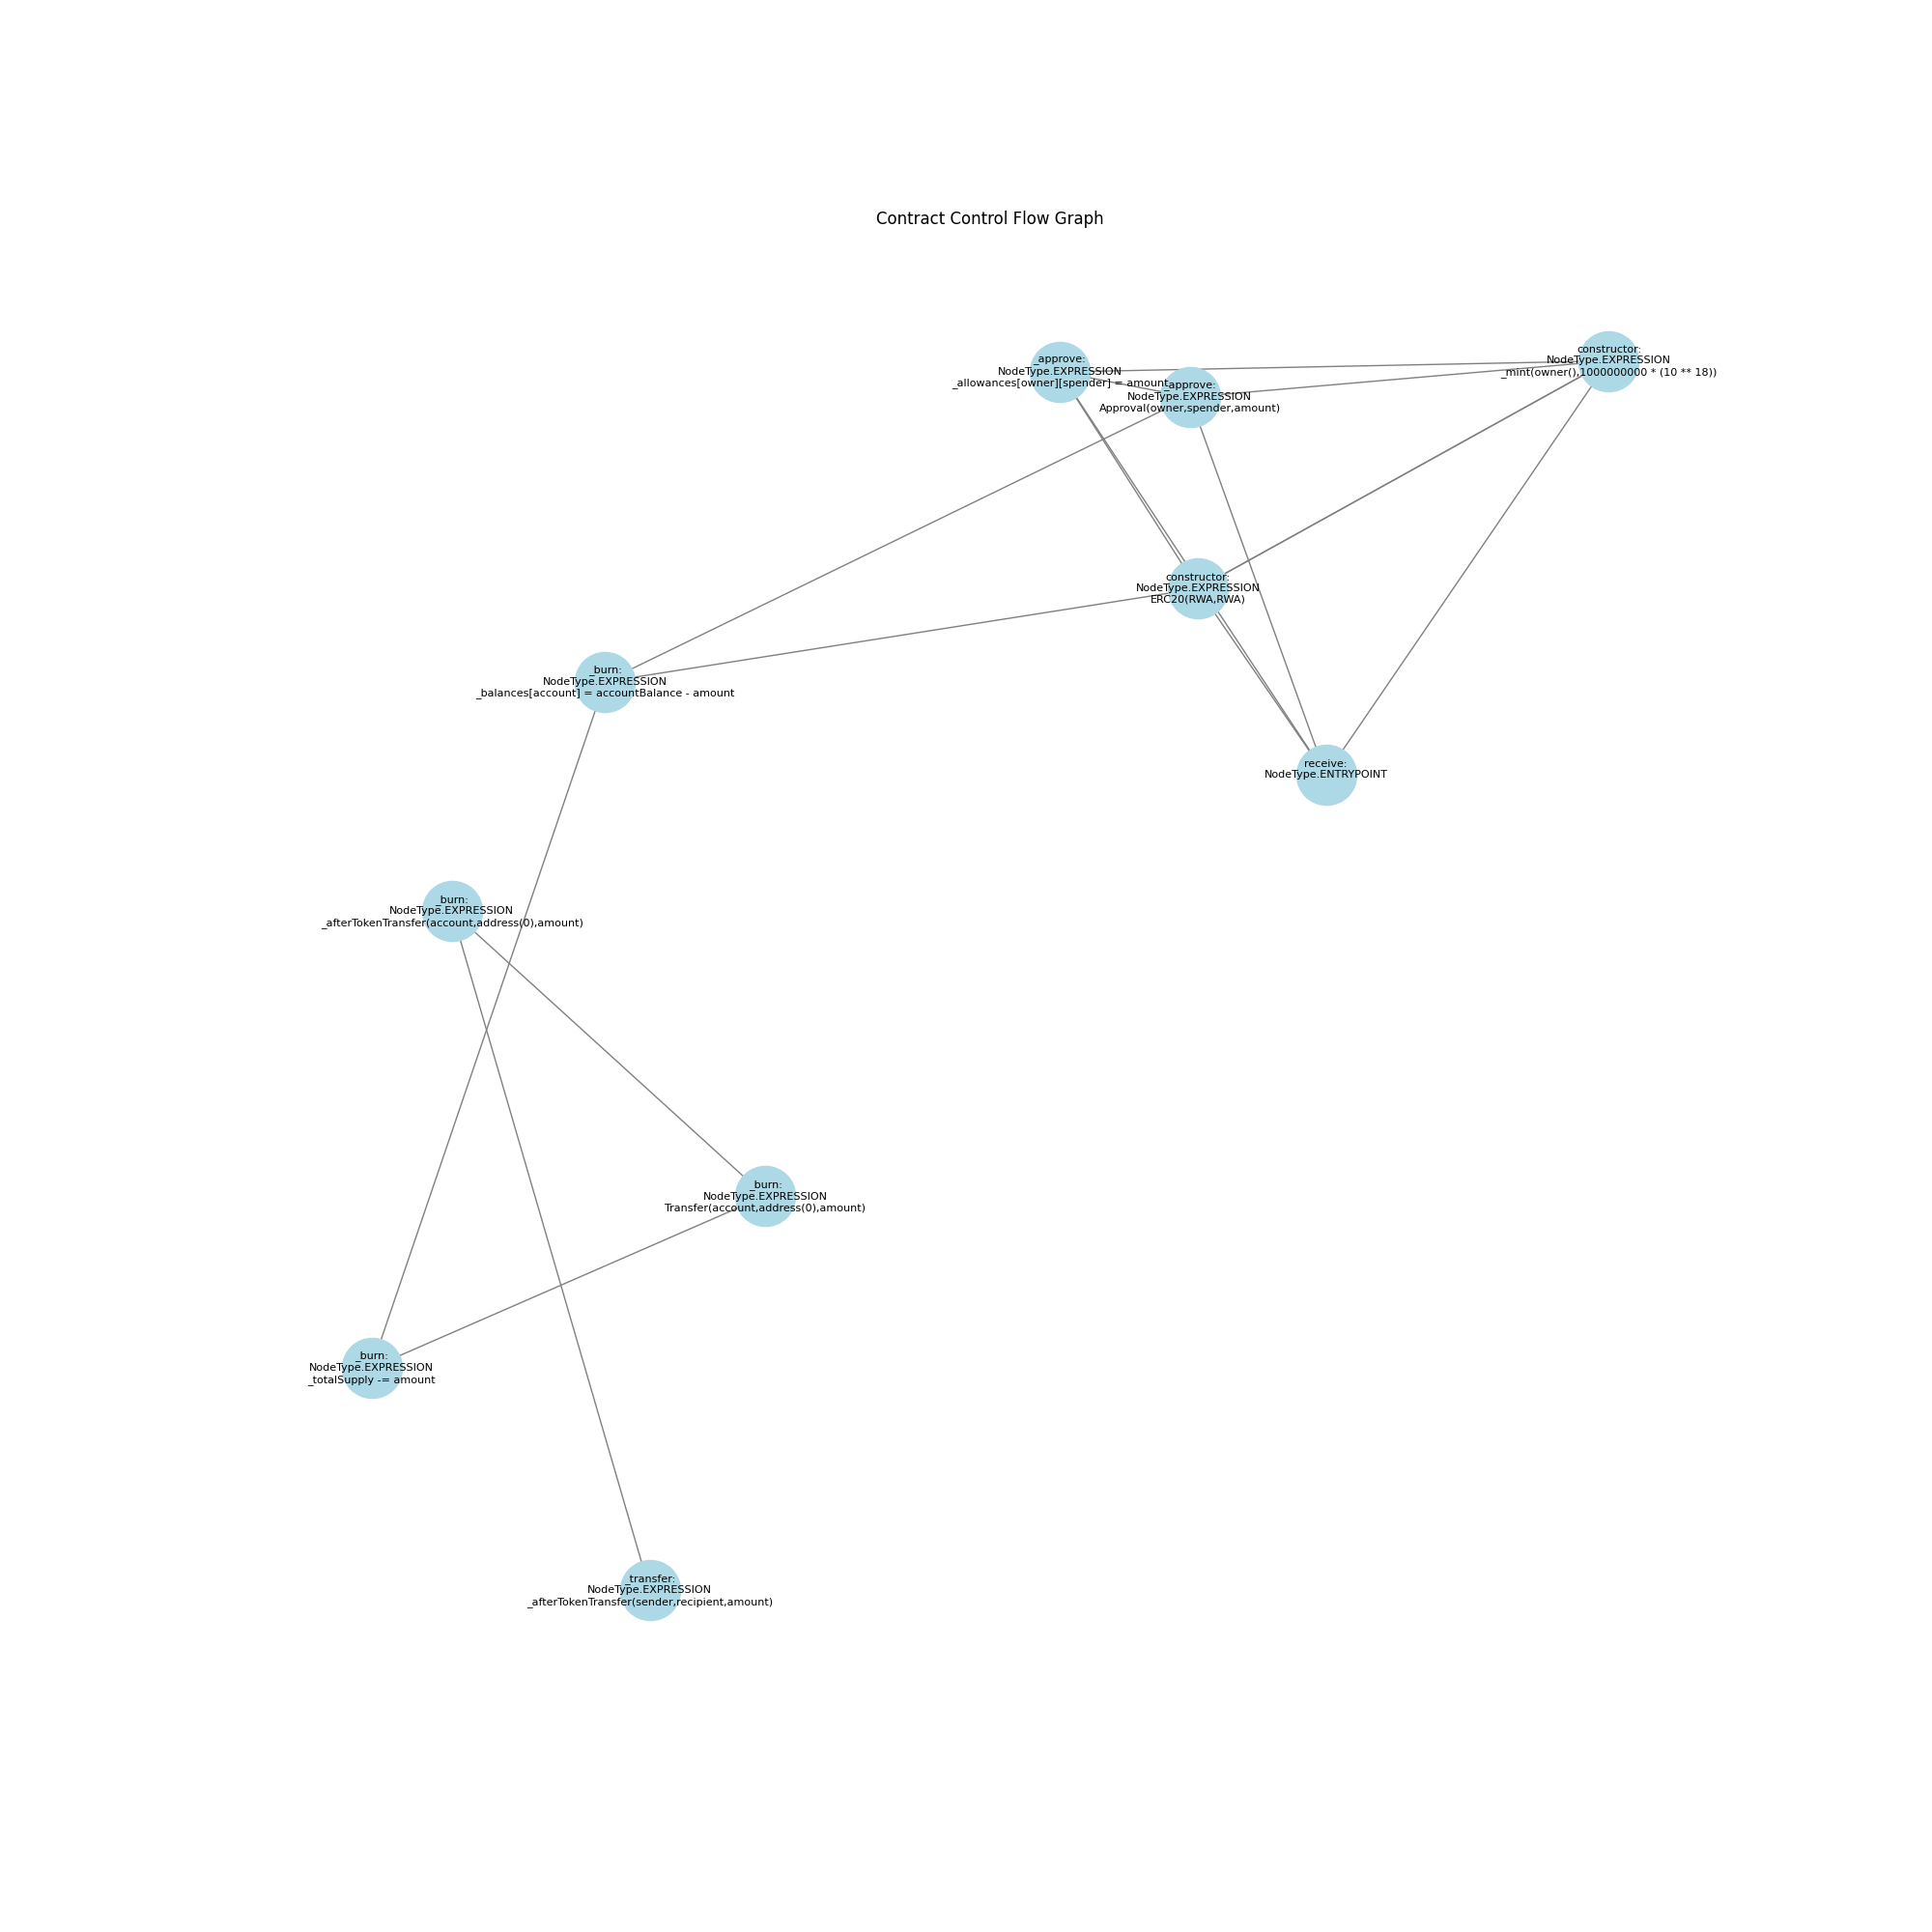 Contract Control Flow Graph
_approve:
NodeType.EXPRESSION
_allowances[owner][spender] = amount
_approve:
NodeType.EXPRESSION
Approval(owner,spender,amount)
constructor:
NodeType.EXPRESSION
_mint(owner(),1000000000 * (10 ** 18))
constructor:
NodeType.EXPRESSION
ERC20(RWA,RWA)
_burn:
NodeType.EXPRESSION
_balances[account] = accountBalance - amount
receive:
NodeType.ENTRYPOINT
_burn:
NodeType.EXPRESSION
_afterTokenTransfer(account,address(0),amount)
_burn:
NodeType.EXPRESSION
Transfer(account,address(0),amount)
_burn:
NodeType.EXPRESSION
_totalSupply -= amount
_transfer:
NodeType.EXPRESSION
_afterTokenTransfer(sender,recipient,amount)